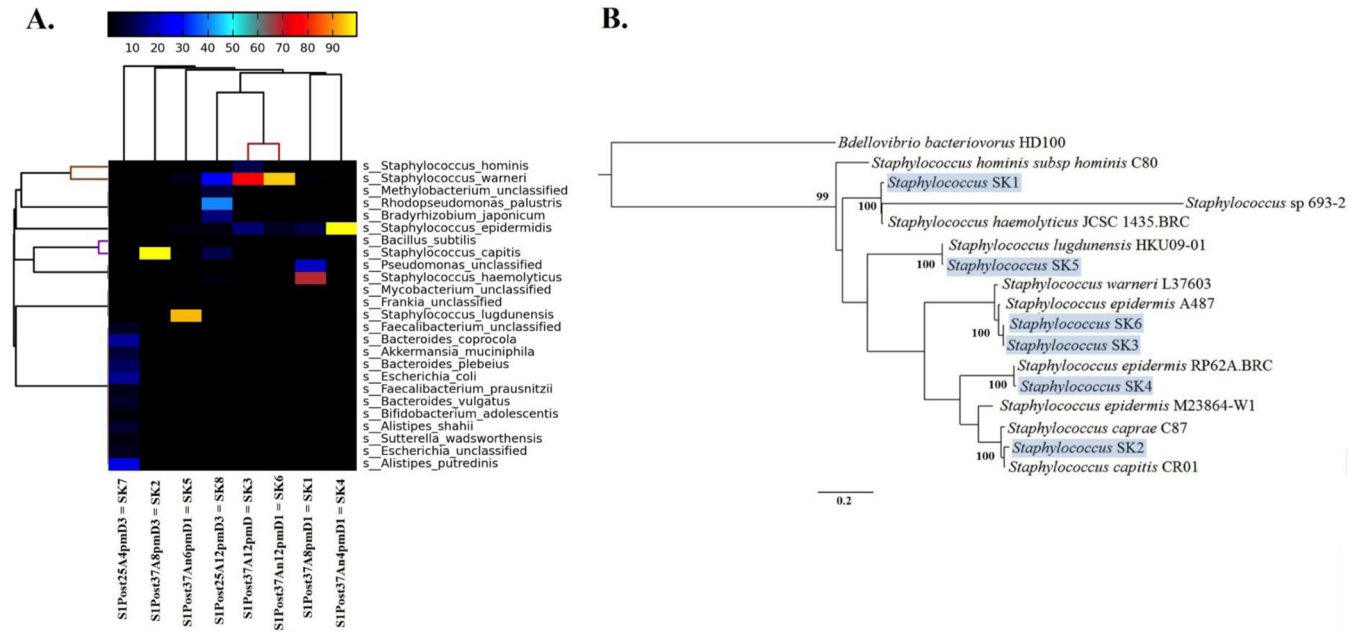 A.
10 20 30 40 50 60 70 80 90
s__Staphylococcus_hominis
s__Staphylococcus_warneri
s__Methylobacterium_unclassified
s__Rhodopseudomonas_palustris
s__Bradyrhizobium_japonicum
s__Staphylococcus_epidermidis
s__Bacillus_subtilis
s__Staphylococcus_capitis
s__Pseudomonas_unclassified
s__Staphylococcus_haemolyticus
s__Mycobacterium_unclassified
s__Frankia_unclassified
s__Staphylococcus_lugdunensis
s__Faecalibacterium_unclassified
s__Bacteroides_coprocola
s__Akkermansia_muciniphila
s__Bacteroides_plebeius
s__Escherichia_coli
s__Faecalibacterium_prausnitzii
s__Bacteroides_vulgatus
s__Bifidobacterium_adolescentis
s__Alistipes_shahii
s__Sutterella_wadsworthensis
s__Escherichia_unclassified
s__Alistipes_putredinis
S1Post25A4pmD3 = SK7
S1Post37A8pmD3 = SK2
S1Post37An6pmD1 = SK5
S1Post25A12pmD3 = SK8
S1Post37A12pmD = SK3
S1Post37An12pmD1 = SK6
S1Post37A8pmD1 = SK1
S1Post37An4pmD1 = SK4
B.
Bdellovibrio bacteriovorus HD100
Staphylococcus hominis subsp hominis C80
99
Staphylococcus SK1
100
Staphylococcus sp 693-2
Staphylococcus haemolyticus JCSC 1435.BRC
Staphylococcus lugdunensis HKU09-01
100
Staphylococcus SK5
Staphylococcus warneri L37603
Staphylococcus epidermis A487
Staphylococcus SK6
100
Staphylococcus SK3
Staphylococcus epidermis RP62A.BRC
100
Staphylococcus SK4
Staphylococcus epidermis M23864-W1
Staphylococcus caprae C87
Staphylococcus SK2
100
Staphylococcus capitis CR01
0.2